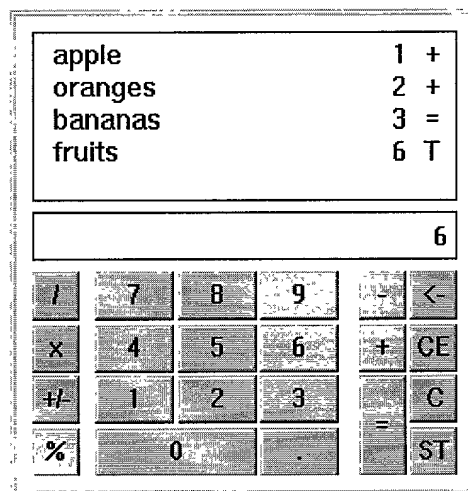 apple 1 +
oranges 2 +
bananas 3 =
fruits 6 T
6
/ 7 8 9 - <-
x 4 5 6 + CE
+/- 1 2 3 = C
% 0 . ST